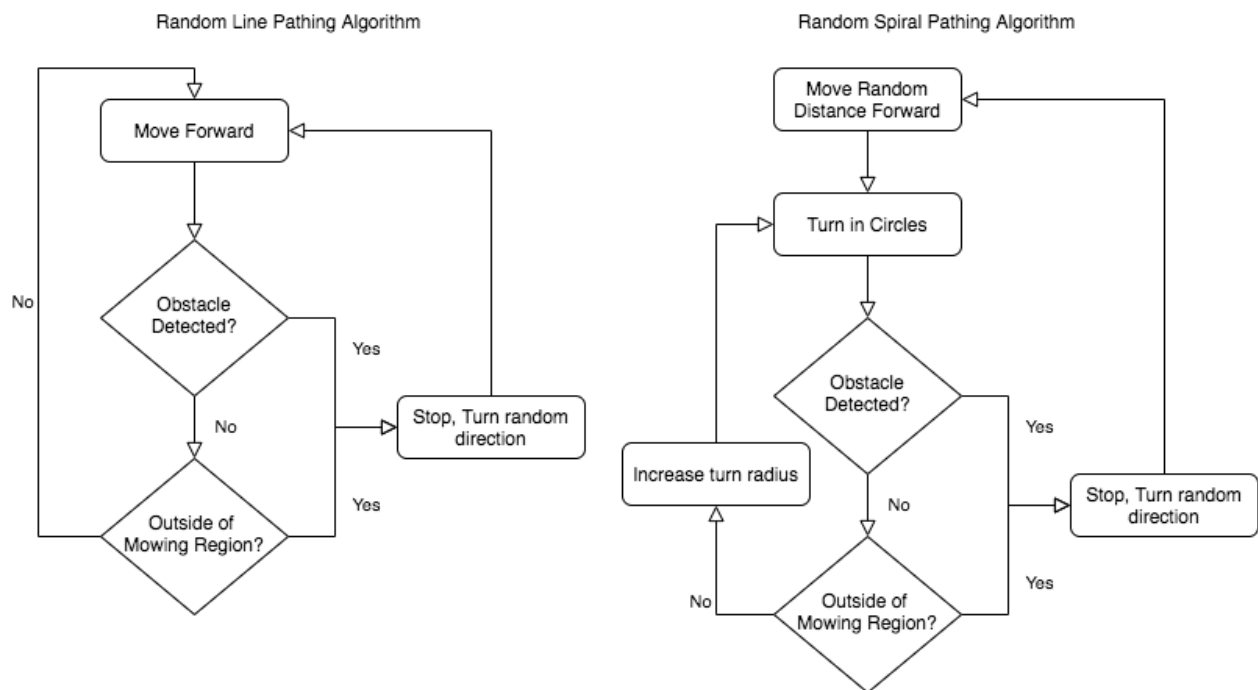 Random Line Pathing Algorithm
Move Forward
No
Obstacle
Detected?
Yes
No
Stop, Turn random
direction
Yes
Outside of
Mowing Region?
Random Spiral Pathing Algorithm
Move Random
Distance Forward
Turn in Circles
Obstacle
Detected?
Yes
Increase turn radius
No
Stop, Turn random
direction
Yes
No
Outside of
Mowing Region?